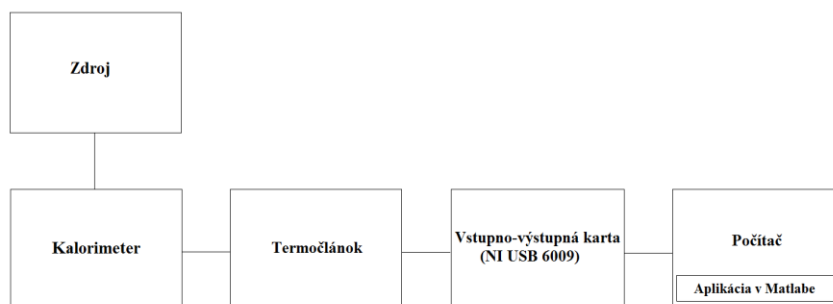 Zdroj
Kalorimeter
Termočlánok
Vstupno-výstupná karta
(NI USB 6009)
Počítač
Aplikácia v Matlabe